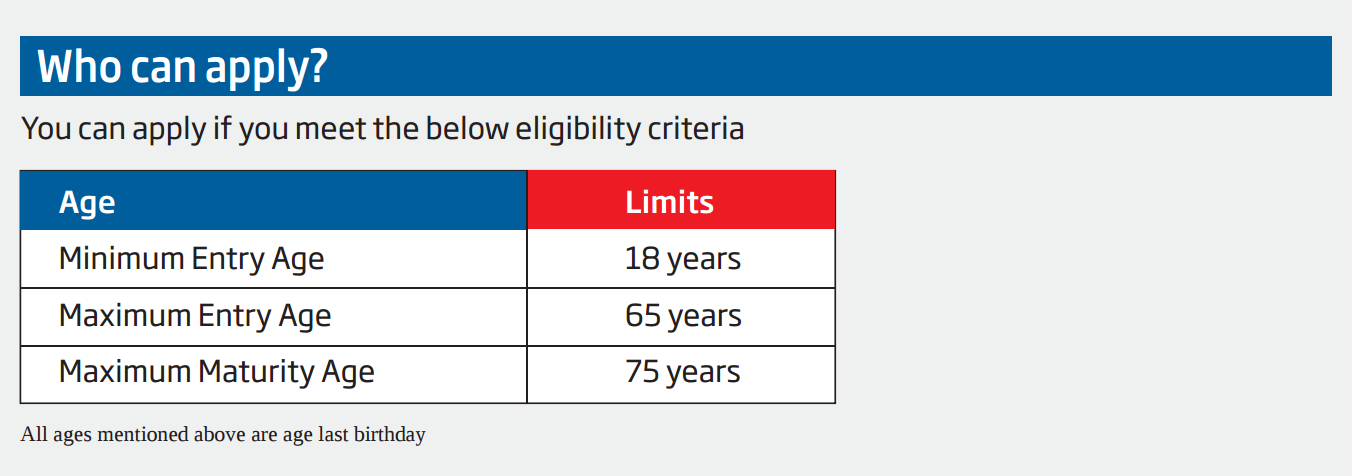 Who can apply?
You can apply if you meet the below eligibility criteria
Age Limits
Minimum Entry Age 18 years
Maximum Entry Age 65 years
Maximum Maturity Age 75 years
All ages mentioned above are age last birthday